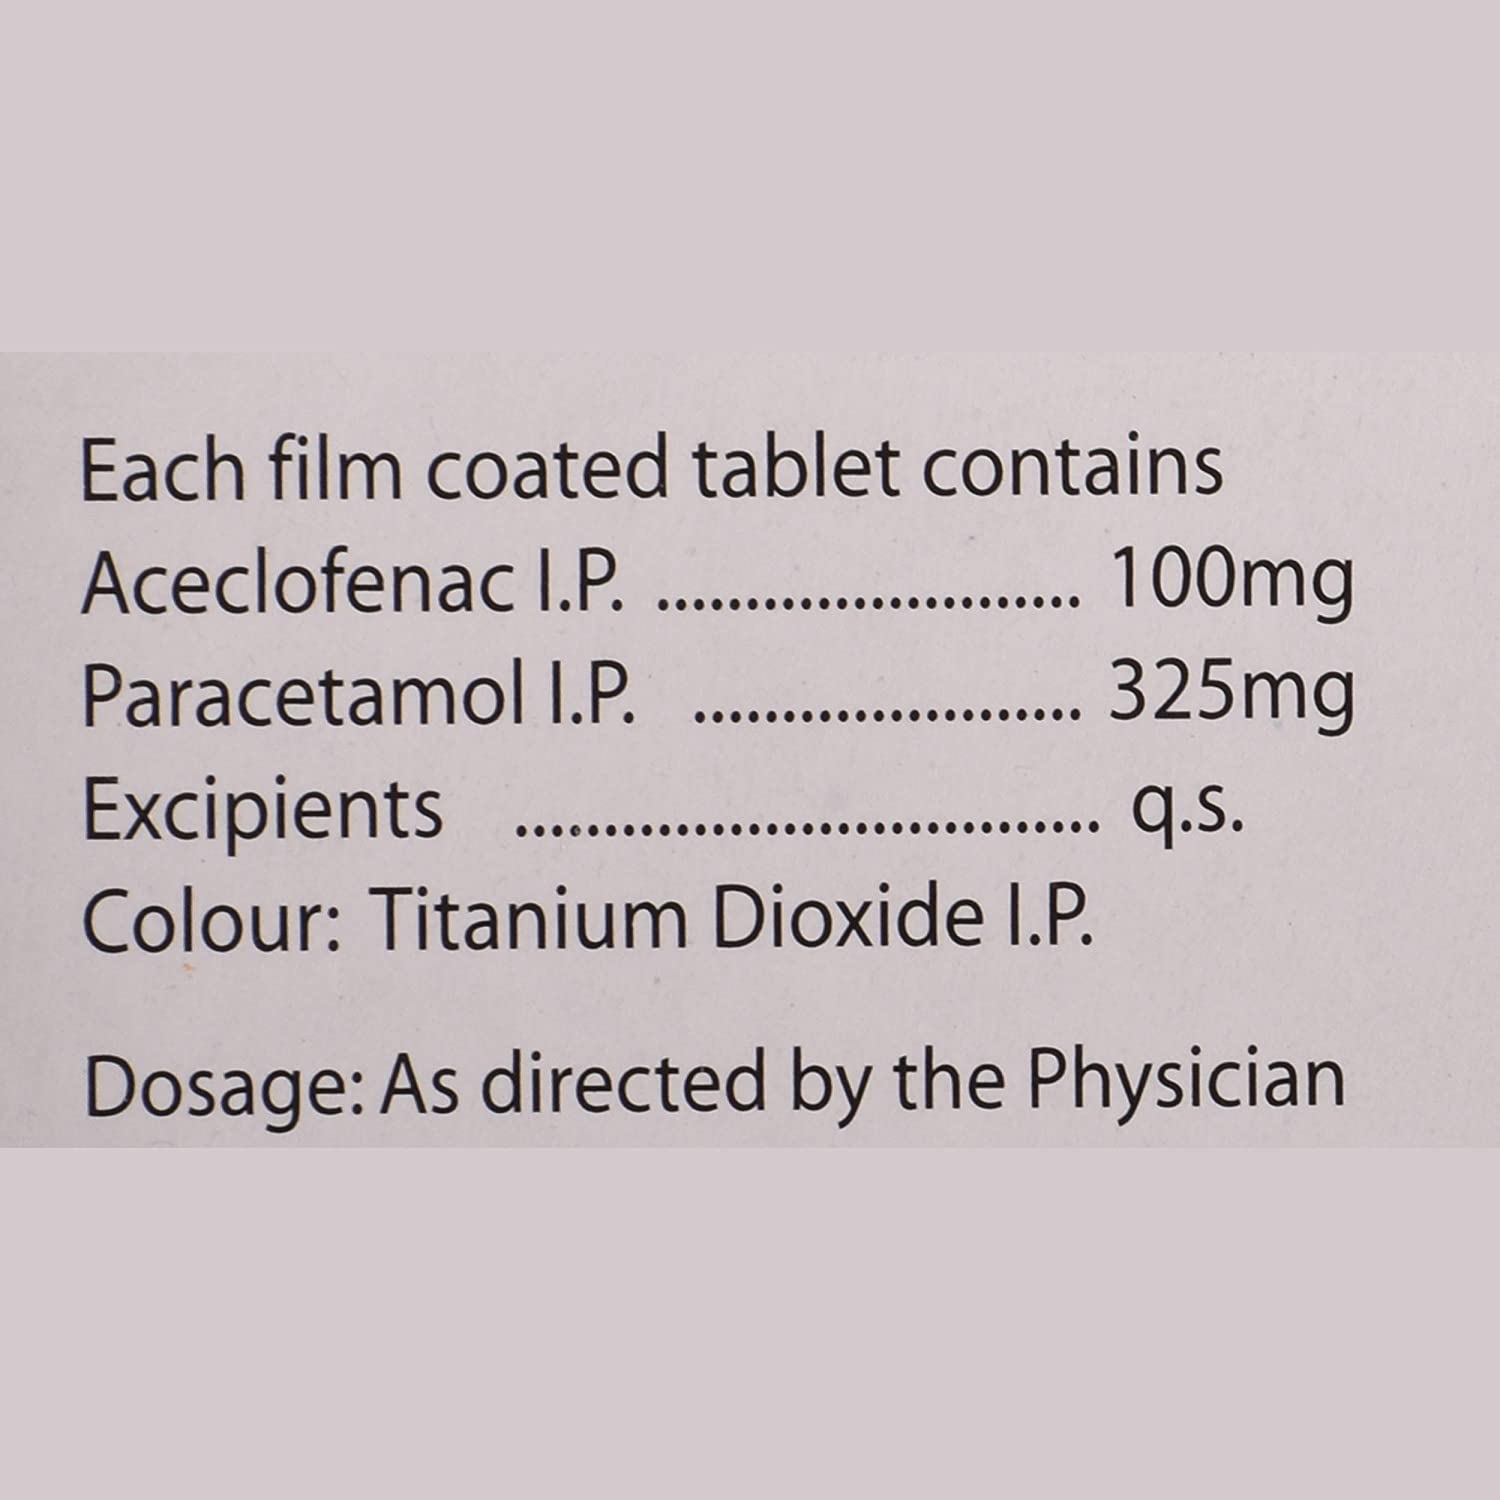 Each film coated tablet contains
Aceclofenac I.P. ........................ 100mg
Paracetamol I.P. ...................... 325mg
Excipients ................................. q.s.
Colour: Titanium Dioxide I.P.
Dosage: As directed by the Physician